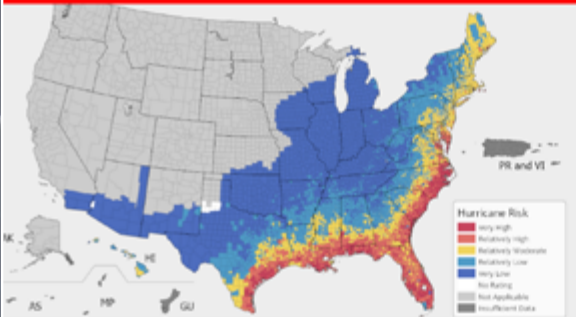 PR and VI
Hurricane Risk
Very High
Relatively High
Relatively Moderate
Relatively Low
Very Low
No Rating
Not Applicable
Insufficient Data
AK
HI
AS
MP
GU